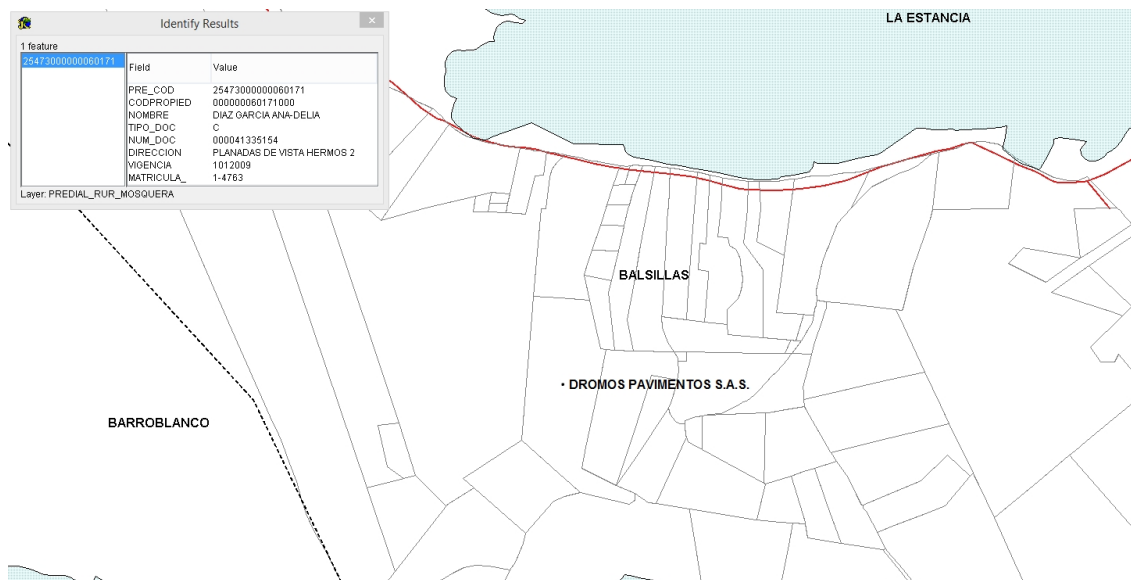 Identify Results
1 feature
25473000000060171
Field Value
PRE_COD 25473000000060171
CODPROPIED 000000060171000
NOMBRE DIAZ GARCIA ANA-DELIA
TIPO_DOC C
NUM_DOC 000041335154
DIRECCION PLANADAS DE VISTA HERMOS 2
VIGENCIA 1012009
MATRICULA_ 1-4763
Layer: PREDIAL_RUR_MOSQUERA
LA ESTANCIA
BALSILLAS
DROMOS PAVIMENTOS S.A.S.
BARROBLANCO